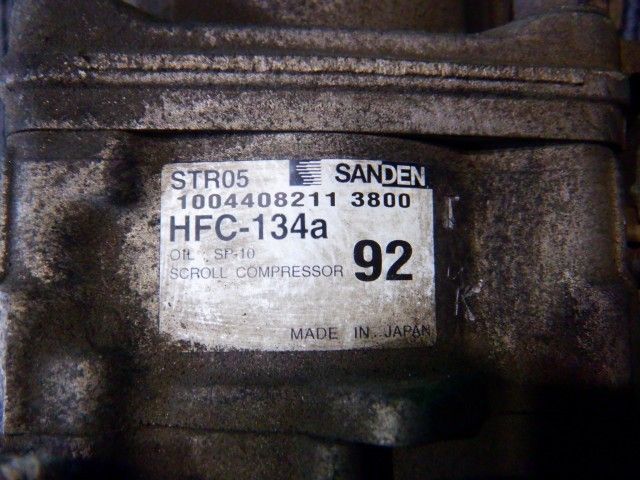 STR05 SANDEN
1004408211 3800
HFC-134a
OIL : SP-10
SCROLL COMPRESSOR 92
MADE IN JAPAN